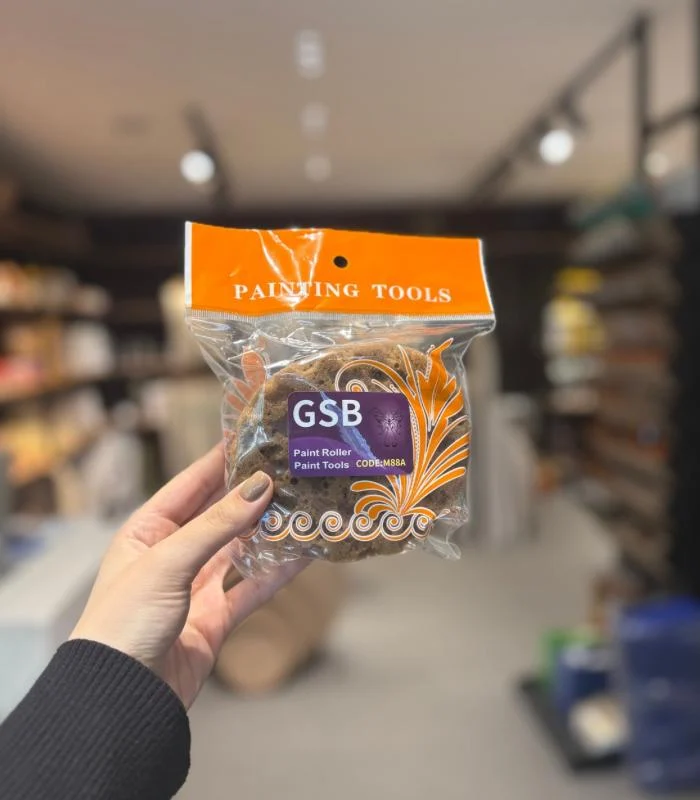 PAINTING TOOLS
GSB
Paint Roller
Paint Tools CODE:M88A